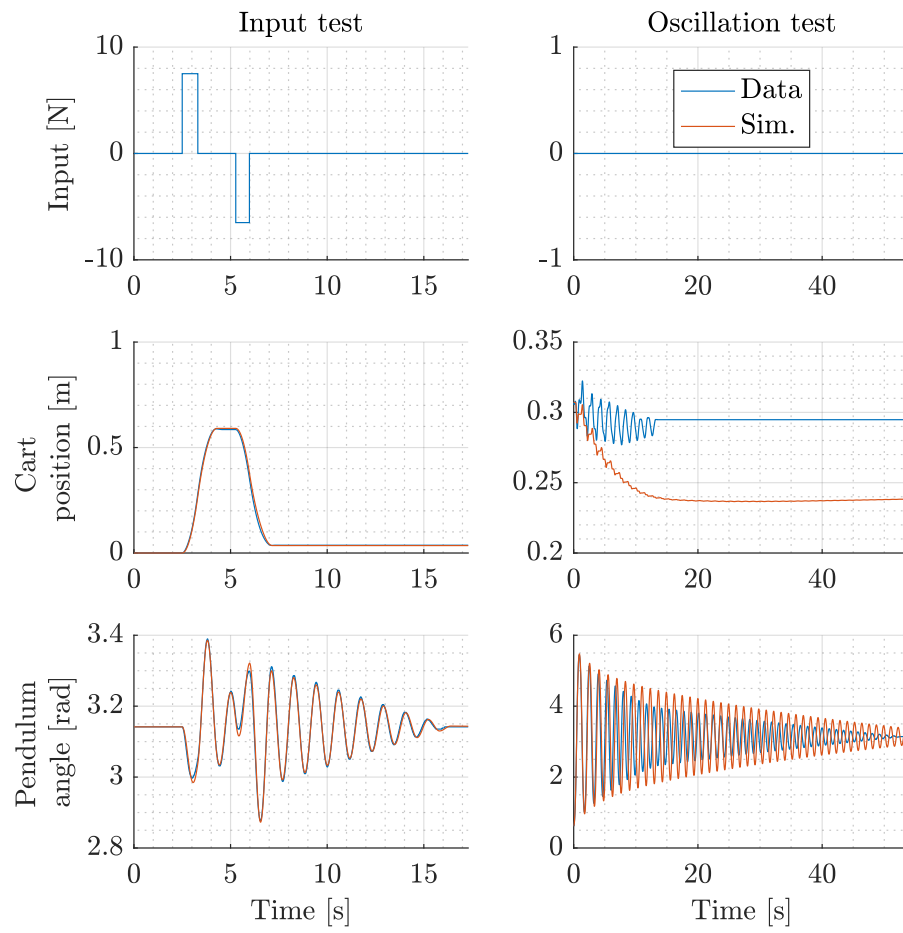 Input test
Oscillation test
Input [N]
10
0
-10
0 5 10 15
1
0
-1
0 20 40
Data
Sim.
Cart
position [m]
1
0.5
0
0 5 10 15
0.35
0.3
0.25
0.2
0 20 40
Pendulum
angle [rad]
3.4
3.2
3
2.8
0 5 10 15
Time [s]
6
4
2
0
0 20 40
Time [s]